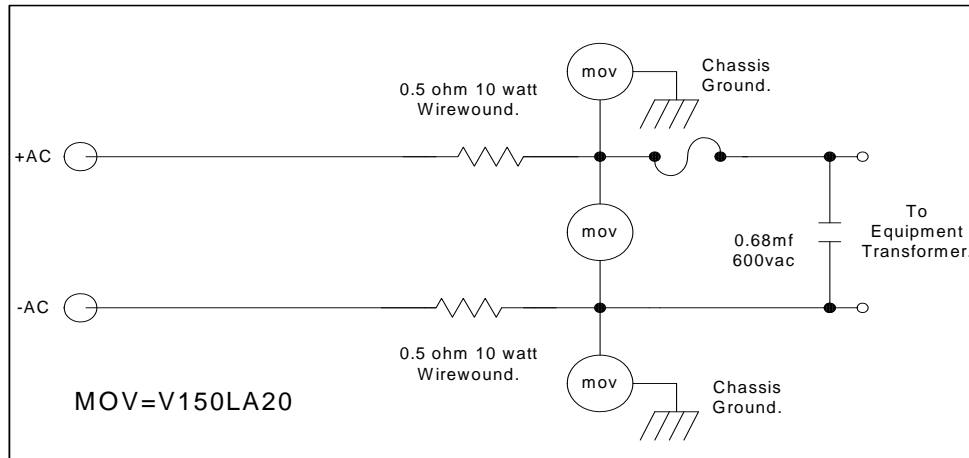 mov
Chassis
Ground.
0.5 ohm 10 watt
Wirewound.
+AC
mov
0.68mf
600vac
To
Equipment
Transformer.
-AC
0.5 ohm 10 watt
Wirewound.
mov
Chassis
Ground.
MOV=V150LA20